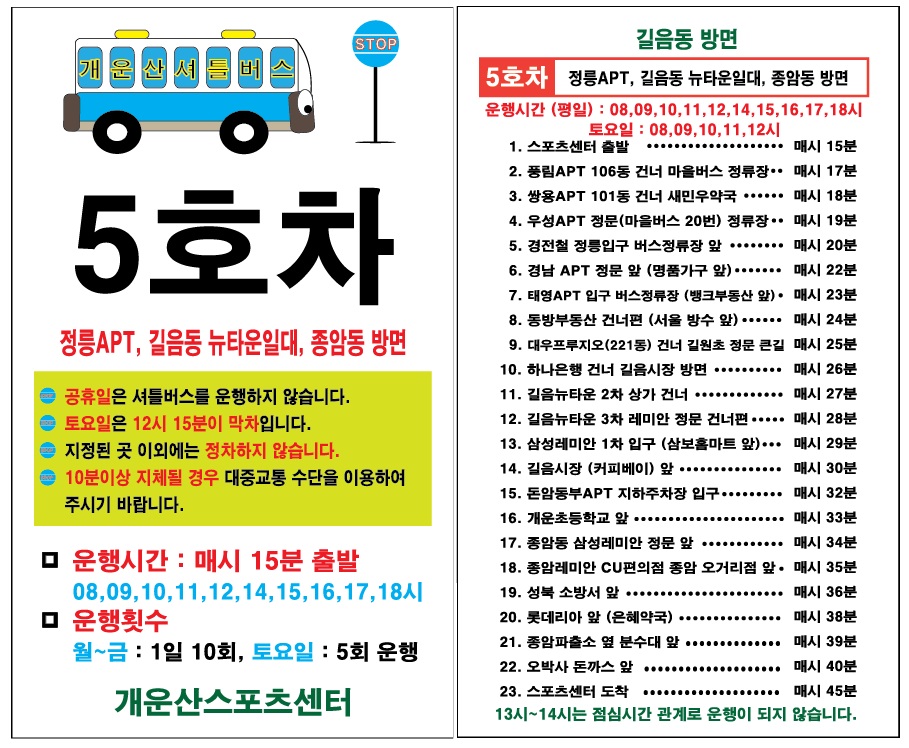 개운산셔틀버스
STOP
5호차
정릉APT, 길음동 뉴타운일대, 종암동 방면
공휴일은 셔틀버스를 운행하지 않습니다.
토요일은 12시 15분이 막차입니다.
지정된 곳 이외에는 정차하지 않습니다.
10분이상 지체될 경우 대중교통 수단을 이용하여
주시기 바랍니다.
운행시간 : 매시 15분 출발
08,09,10,11,12,14,15,16,17,18시
운행횟수
월~금 : 1일 10회, 토요일 : 5회 운행
개운산스포츠센터
길음동 방면
5호차 정릉APT, 길음동 뉴타운일대, 종암동 방면
운행시간 (평일) : 08,09,10,11,12,14,15,16,17,18시
토요일 : 08,09,10,11,12시
1. 스포츠센터 출발 ···················· 매시 15분
2. 풍림APT 106동 건너 마을버스 정류장·· 매시 17분
3. 쌍용APT 101동 건너 새민우약국 ······ 매시 18분
4. 우성APT 정문(마을버스 20번) 정류장·· 매시 19분
5. 경전철 정릉입구 버스정류장 앞 ········ 매시 20분
6. 경남 APT 정문 앞 (명품가구 앞)······· 매시 22분
7. 태영APT 입구 버스정류장 (뱅크부동산 앞)· 매시 23분
8. 동방부동산 건너편 (서울 방수 앞)······ 매시 24분
9. 대우프루지오(221동) 건너 길원초 정문 큰길 매시 25분
10. 하나은행 건너 길음시장 방면 ·········· 매시 26분
11. 길음뉴타운 2차 상가 건너 ············· 매시 27분
12. 길음뉴타운 3차 레미안 정문 건너편····· 매시 28분
13. 삼성레미안 1차 입구 (삼보홈마트 앞)··· 매시 29분
14. 길음시장 (커피베이) 앞 ··············· 매시 30분
15. 돈암동부APT 지하주차장 입구········· 매시 32분
16. 개운초등학교 앞 ······················ 매시 33분
17. 종암동 삼성레미안 정문 앞 ············ 매시 34분
18. 종암레미안 CU편의점 종암 오거리점 앞· 매시 35분
19. 성북 소방서 앞 ······················· 매시 36분
20. 롯데리아 앞 (은혜약국)··············· 매시 38분
21. 종암파출소 옆 분수대 앞 ·············· 매시 39분
22. 오박사 돈까스 앞 ···················· 매시 40분
23. 스포츠센터 도착 ···················· 매시 45분
13시~14시는 점심시간 관계로 운행이 되지 않습니다.